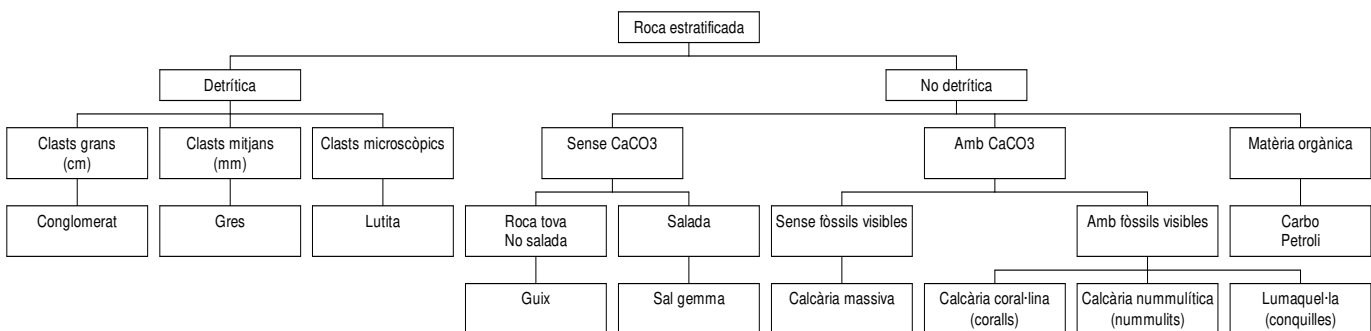 Roca estratificada
Detrítica
No detrítica
Clasts grans
(cm)
Clasts mitjans
(mm)
Clasts microscòpics
Sense CaCO3
Amb CaCO3
Matèria orgànica
Conglomerat
Gres
Lutita
Roca tova
No salada
Salada
Sense fòssils visibles
Amb fòssils visibles
Carbo
Petroli
Guix
Sal gemma
Calcària massiva
Calcària coral·lina
(coralls)
Calcària nummulítica
(nummulits)
Lumaquel·la
(conquilles)